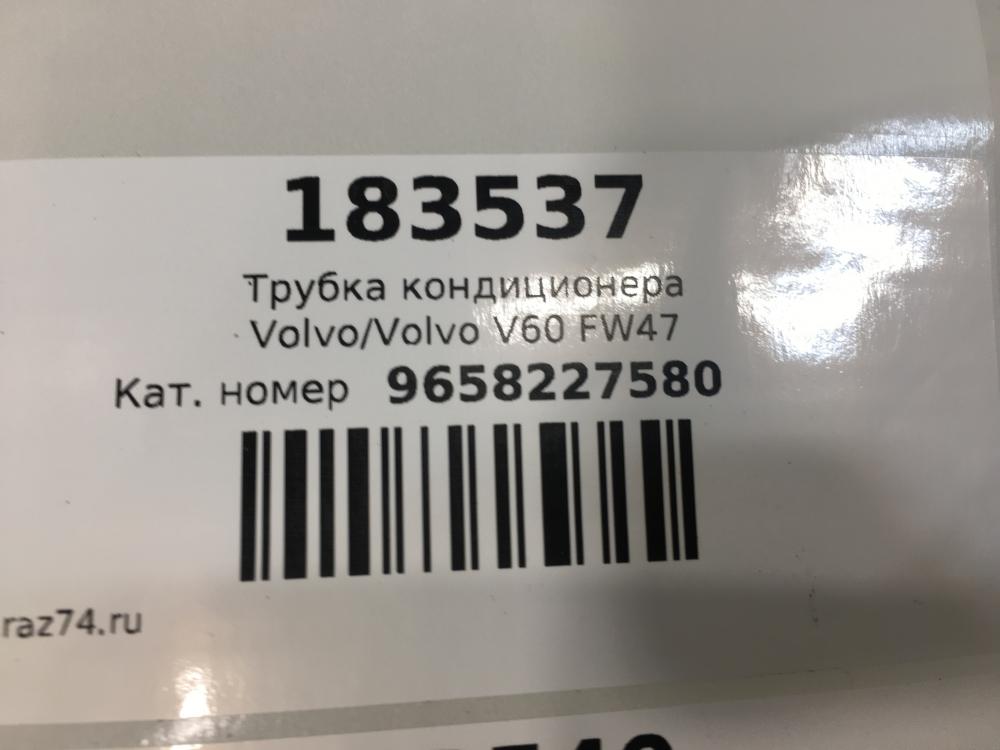 183537
Трубка кондиционера
Volvo/Volvo V60 FW47
Кат. номер 9658227580
raz74.ru